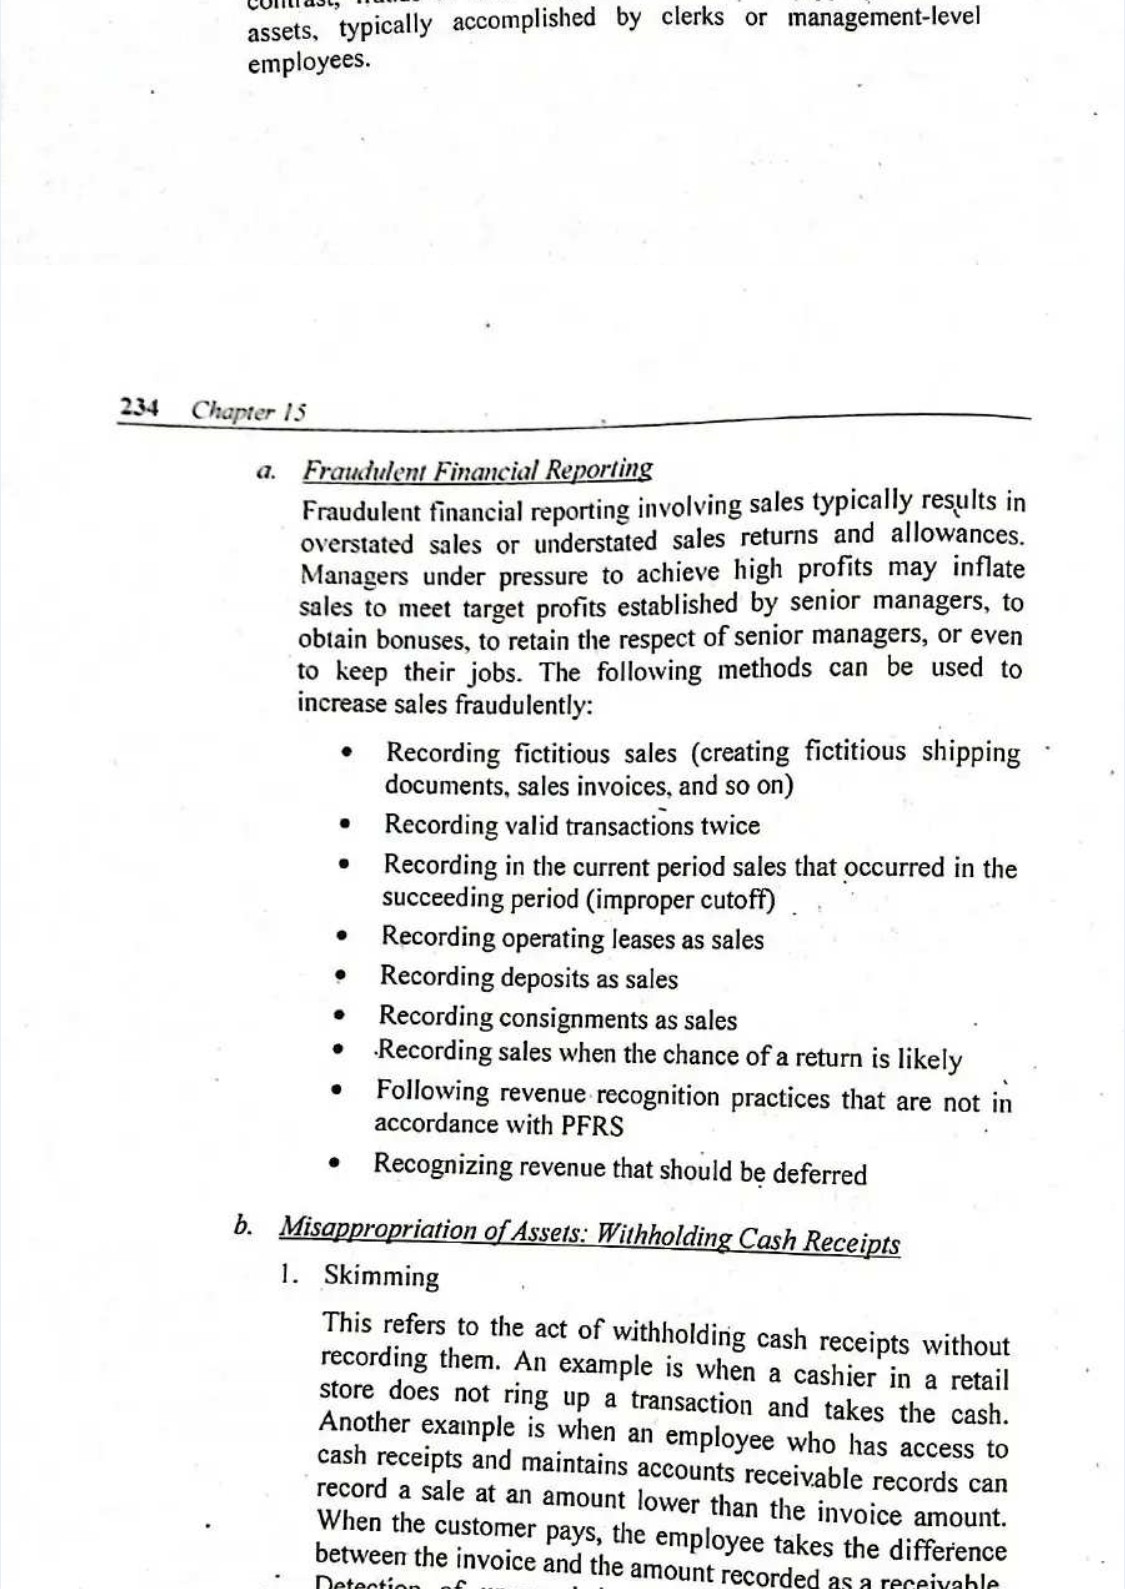 contrast,
assets, typically accomplished by clerks or management-level
employees.
234 Chapter 15
a. Fraudulent Financial Reporting
Fraudulent financial reporting involving sales typically results in
overstated sales or understated sales returns and allowances.
Managers under pressure to achieve high profits may inflate
sales to meet target profits established by senior managers, to
obtain bonuses, to retain the respect of senior managers, or even
to keep their jobs. The following methods can be used to
increase sales fraudulently:
• Recording fictitious sales (creating fictitious shipping
documents, sales invoices, and so on)
• Recording valid transactions twice
• Recording in the current period sales that occurred in the
succeeding period (improper cutoff)
• Recording operating leases as sales
• Recording deposits as sales
• Recording consignments as sales
• Recording sales when the chance of a return is likely
• Following revenue recognition practices that are not in
accordance with PFRS
• Recognizing revenue that should be deferred
b. Misappropriation of Assets: Withholding Cash Receipts
1. Skimming
This refers to the act of withholding cash receipts without
recording them. An example is when a cashier in a retail
store does not ring up a transaction and takes the cash.
Another example is when an employee who has access to
cash receipts and maintains accounts receivable records can
record a sale at an amount lower than the invoice amount.
When the customer pays, the employee takes the difference
between the invoice and the amount recorded as a receivable.
Detection of